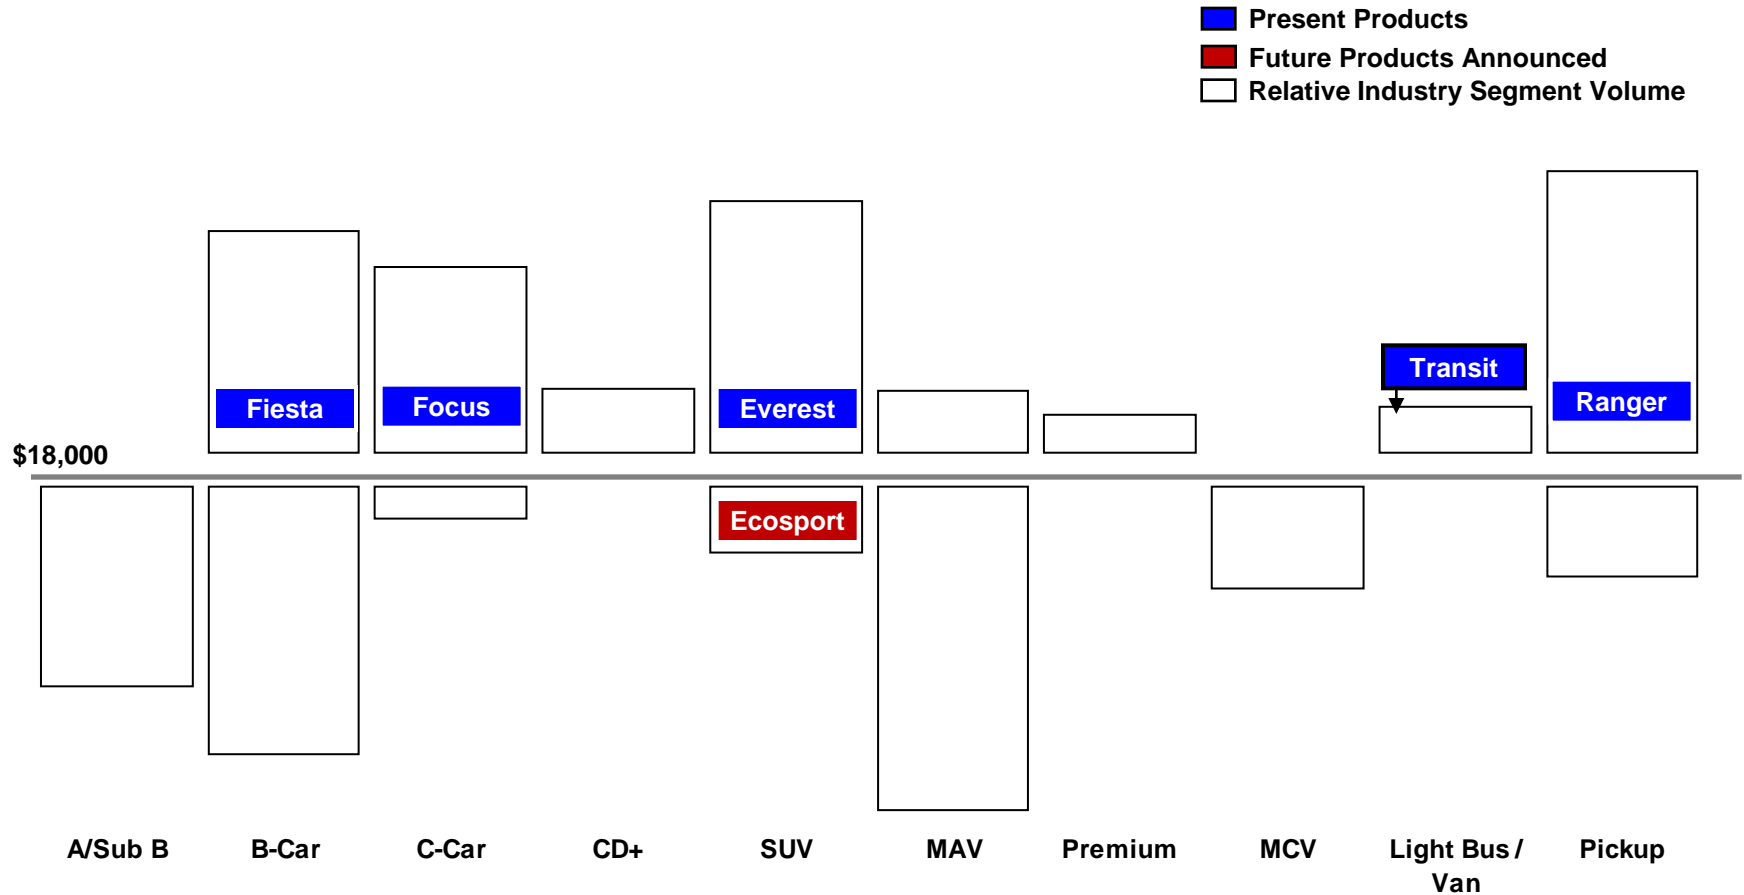 Present Products
Future Products Announced
Relative Industry Segment Volume
Transit
Fiesta
Focus
Everest
Ranger
$18,000
Ecosport
A/Sub B
B-Car
C-Car
CD+
SUV
MAV
Premium
MCV
Light Bus /
Van
Pickup